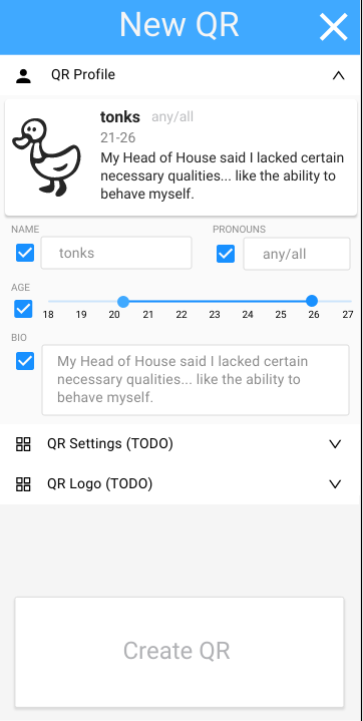 New QR
QR Profile
tonks any/all
21-26
My Head of House said I lacked certain
necessary qualities... like the ability to
behave myself.
NAME PRONOUNS
tonks any/all
AGE
18 19 20 21 22 23 24 25 26 27
BIO
My Head of House said I lacked certain
necessary qualities... like the ability to
behave myself.
QR Settings (TODO)
QR Logo (TODO)
Create QR